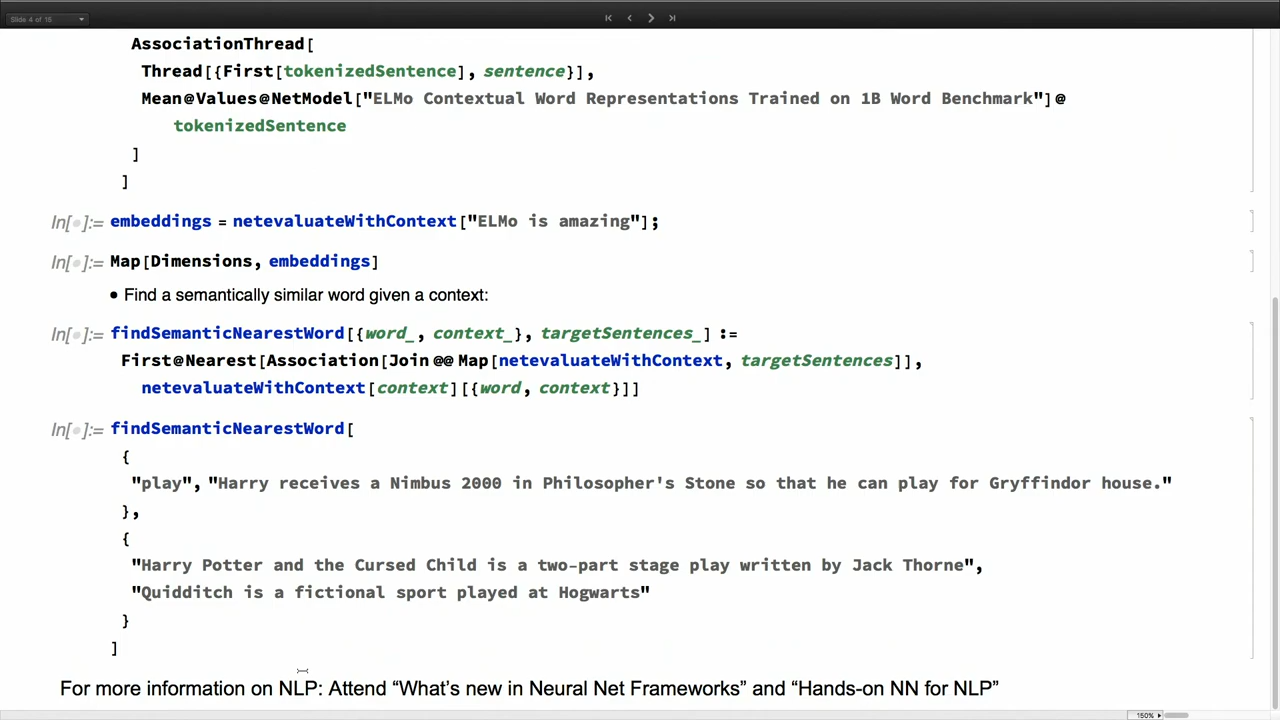 Slide 4 of 15
AssociationThread[
Thread[{First[tokenizedSentence], sentence}],
Mean@Values@NetModel["ELMo Contextual Word Representations Trained on 1B Word Benchmark"]@
tokenizedSentence
]
]
In[•]:= embeddings = netevaluateWithContext["ELMo is amazing"];
In[•]:= Map[Dimensions, embeddings]
• Find a semantically similar word given a context:
In[•]:= findSemanticNearestWord[{word_, context_}, targetSentences_] :=
First@Nearest[Association[Join@@Map[netevaluateWithContext, targetSentences]],
netevaluateWithContext[context][{word, context}]]
In[•]:= findSemanticNearestWord[
{
"play", "Harry receives a Nimbus 2000 in Philosopher's Stone so that he can play for Gryffindor house."
},
{
"Harry Potter and the Cursed Child is a two-part stage play written by Jack Thorne",
"Quidditch is a fictional sport played at Hogwarts"
}
]
For more information on NLP: Attend “What’s new in Neural Net Frameworks” and “Hands-on NN for NLP”
150%